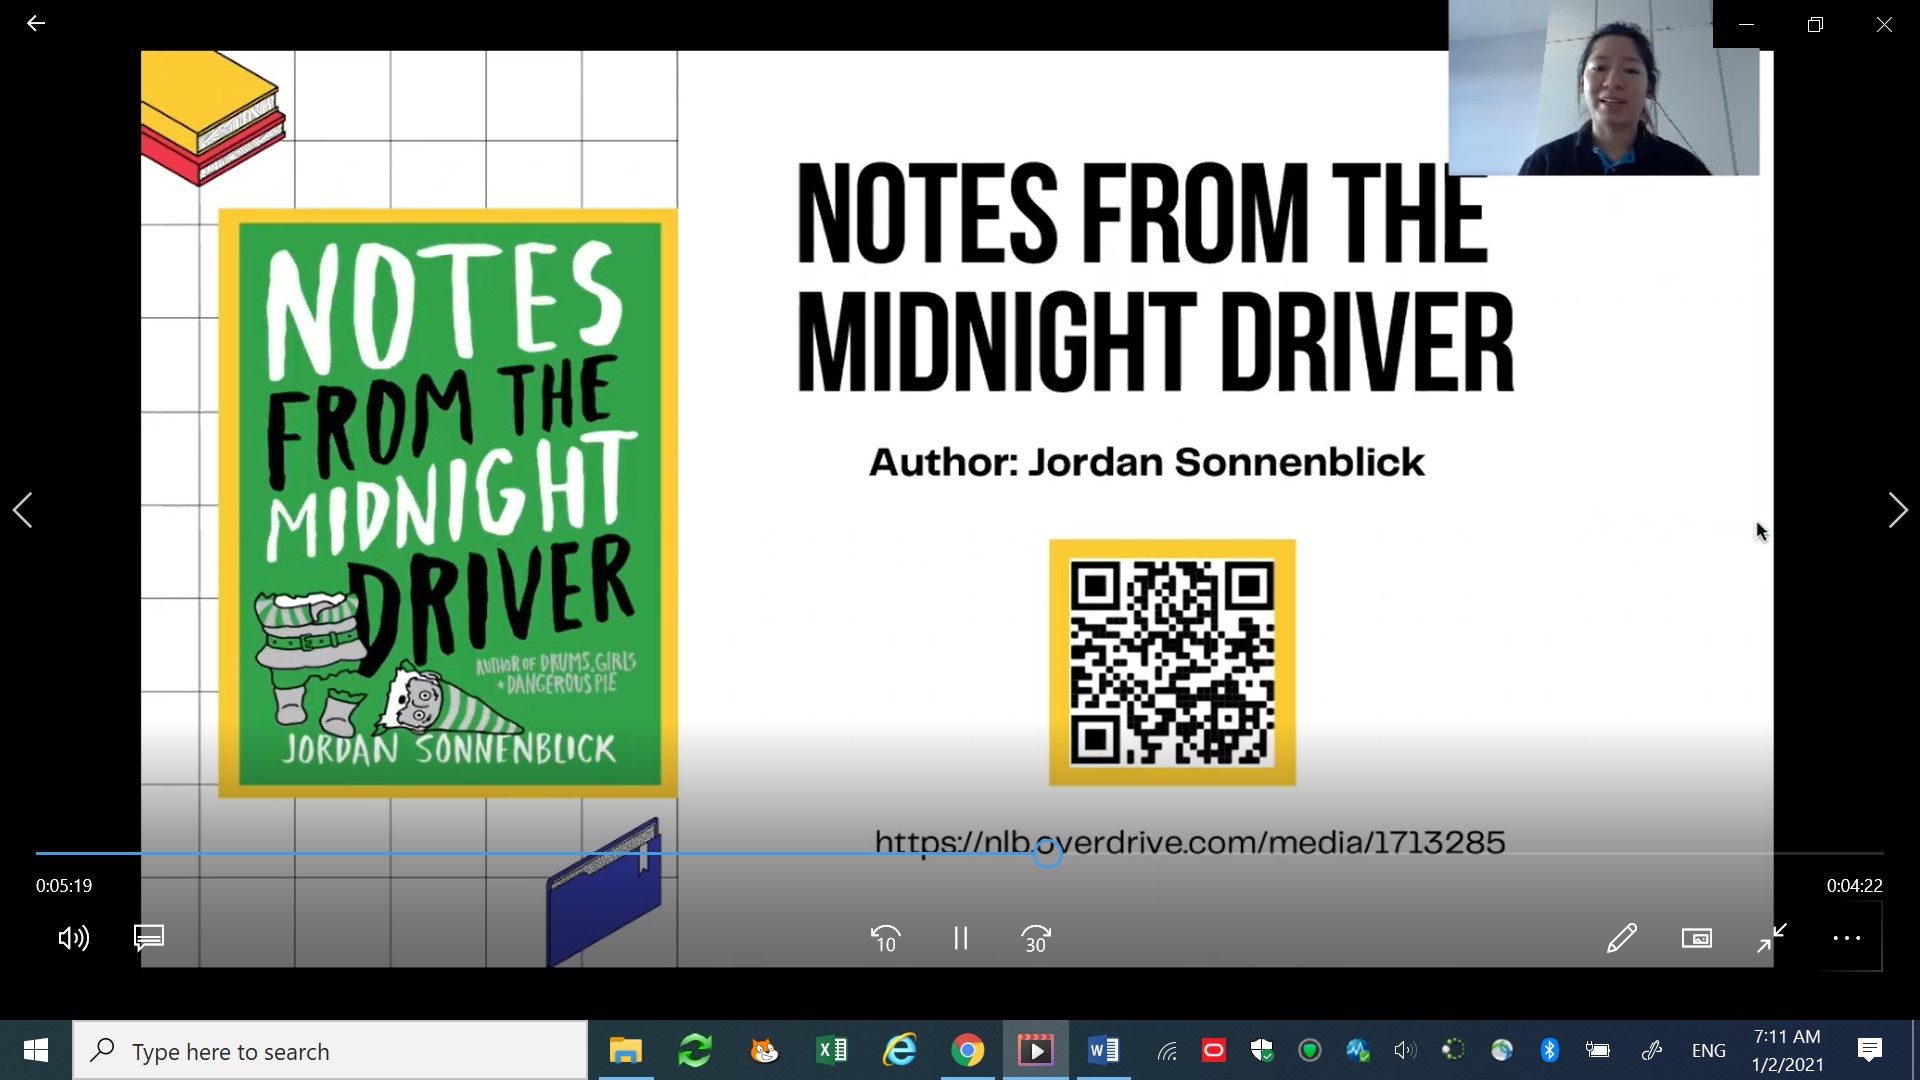 NOTES
FROM THE
MIDNIGHT
DRIVER
AUTHOR OF DRUMS, GIRLS
+ DANGEROUS PIE
JORDAN SONNENBLICK
NOTES FROM THE
MIDNIGHT DRIVER
Author: Jordan Sonnenblick
https://nlb.overdrive.com/media/1713285
0:05:19
0:04:22
10
30
Type here to search
ENG
7:11 AM
1/2/2021